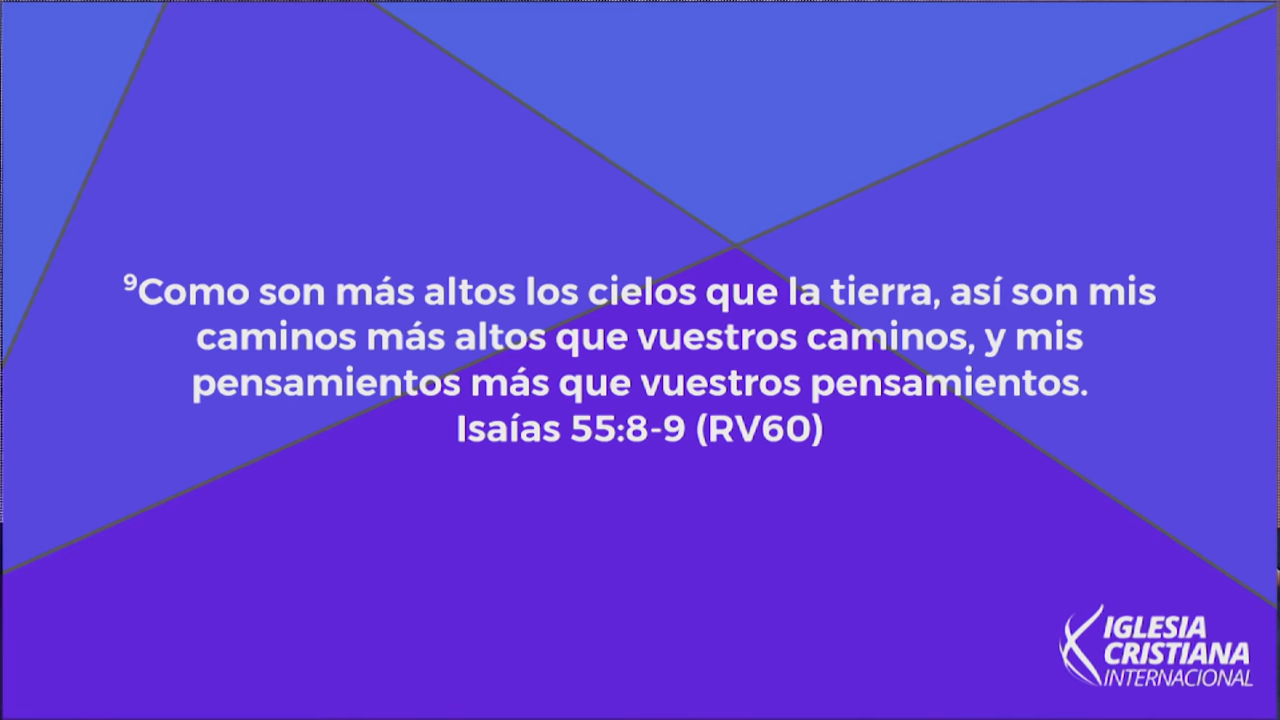 ⁹Como son más altos los cielos que la tierra, así son mis
caminos más altos que vuestros caminos, y mis
pensamientos más que vuestros pensamientos.
Isaías 55:8-9 (RV60)
IGLESIA
CRISTIANA
INTERNACIONAL